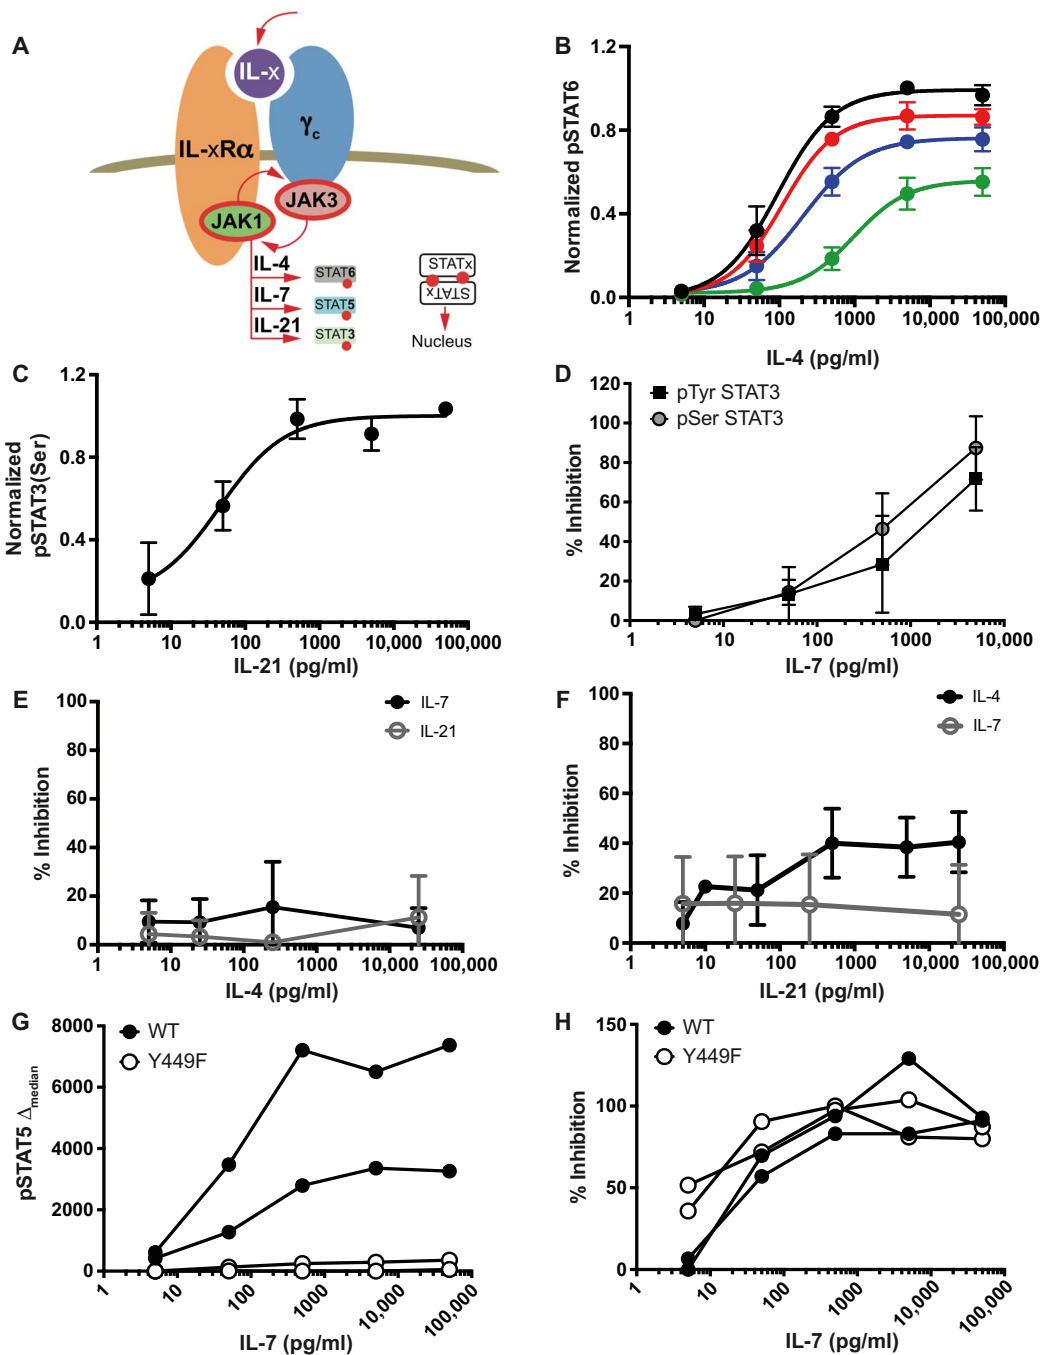 A
IL-x
γc
IL-xRα
JAK3
JAK1
IL-4
STAT6
IL-7
STAT5
IL-21
STAT3
STATx
STATx
Nucleus
B
Normalized pSTAT6
1.2
0.8
0.4
0.0
1 10 100 1000 10,000 100,000
IL-4 (pg/ml)
C
Normalized
pSTAT3(Ser)
1.2
0.8
0.4
0.0
1 10 100 1000 10,000 100,000
IL-21 (pg/ml)
D
pTyr STAT3
pSer STAT3
% Inhibition
120
100
80
60
40
20
0
1 10 100 1000 10,000
IL-7 (pg/ml)
E
IL-7
IL-21
% Inhibition
100
80
60
40
20
0
1 10 100 1000 10,000 100,000
IL-4 (pg/ml)
F
IL-4
IL-7
% Inhibition
100
80
60
40
20
0
1 10 100 1000 10,000 100,000
IL-21 (pg/ml)
G
WT
Y449F
pSTAT5 Δmedian
8000
6000
4000
2000
0
1 10 100 1000 10,000 100,000
IL-7 (pg/ml)
H
WT
Y449F
% Inhibition
150
100
50
0
1 10 100 1000 10,000 100,000
IL-7 (pg/ml)